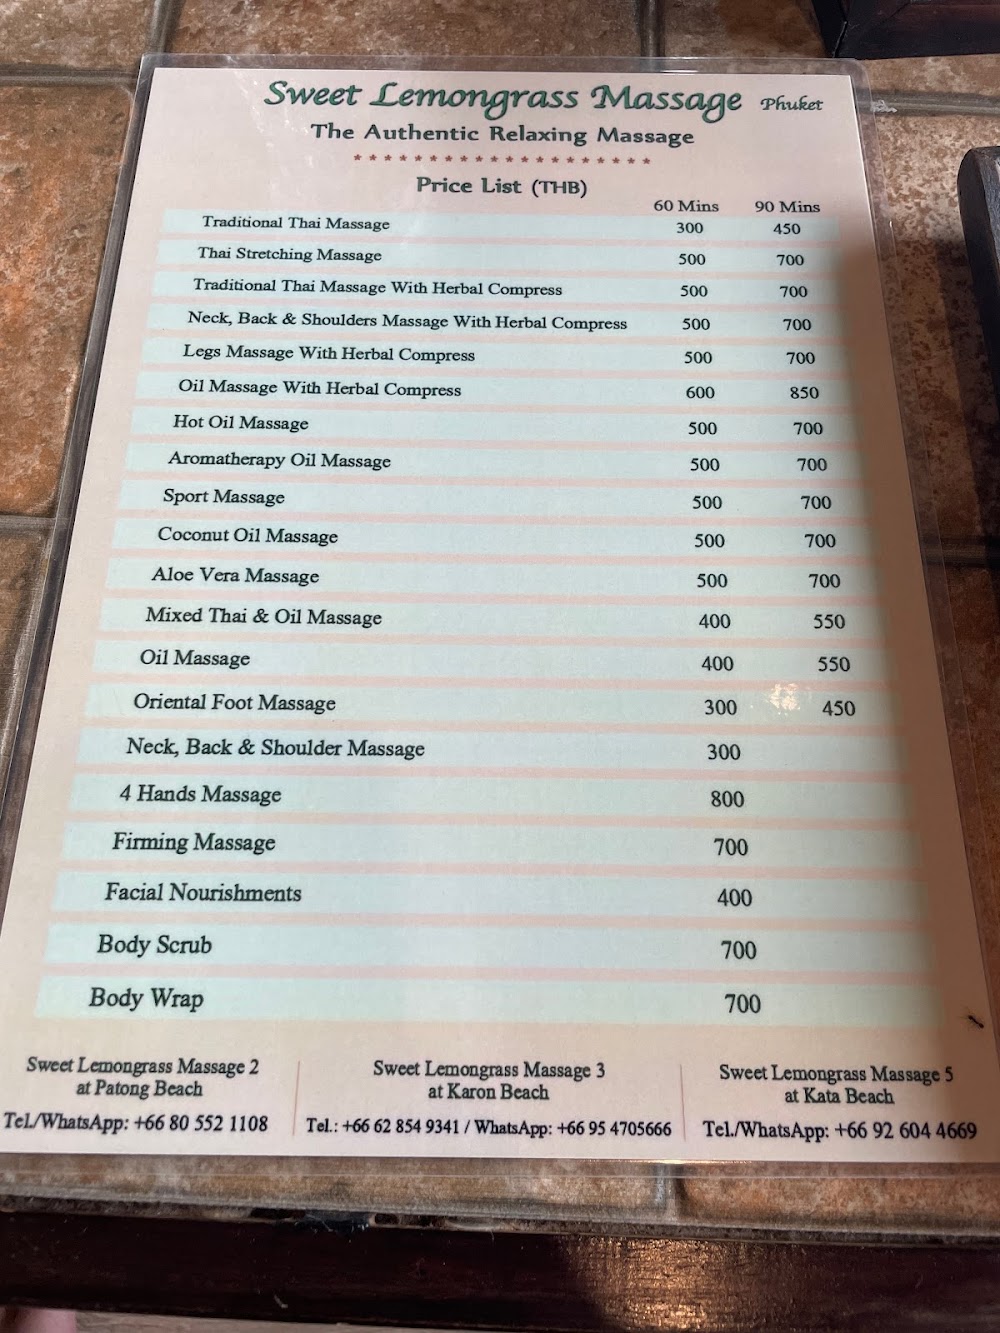 Sweet Lemongrass Massage Phuket
The Authentic Relaxing Massage
********************
Price List (THB)
60 Mins 90 Mins
Traditional Thai Massage 300 450
Thai Stretching Massage 500 700
Traditional Thai Massage With Herbal Compress 500 700
Neck, Back & Shoulders Massage With Herbal Compress 500 700
Legs Massage With Herbal Compress 500 700
Oil Massage With Herbal Compress 600 850
Hot Oil Massage 500 700
Aromatherapy Oil Massage 500 700
Sport Massage 500 700
Coconut Oil Massage 500 700
Aloe Vera Massage 500 700
Mixed Thai & Oil Massage 400 550
Oil Massage 400 550
Oriental Foot Massage 300 450
Neck, Back & Shoulder Massage 300
4 Hands Massage 800
Firming Massage 700
Facial Nourishments 400
Body Scrub 700
Body Wrap 700
Sweet Lemongrass Massage 2
at Patong Beach
Tel./WhatsApp: +66 80 552 1108
Sweet Lemongrass Massage 3
at Karon Beach
Tel.: +66 62 854 9341 / WhatsApp: +66 95 4705666
Sweet Lemongrass Massage 5
at Kata Beach
Tel./WhatsApp: +66 92 604 4669